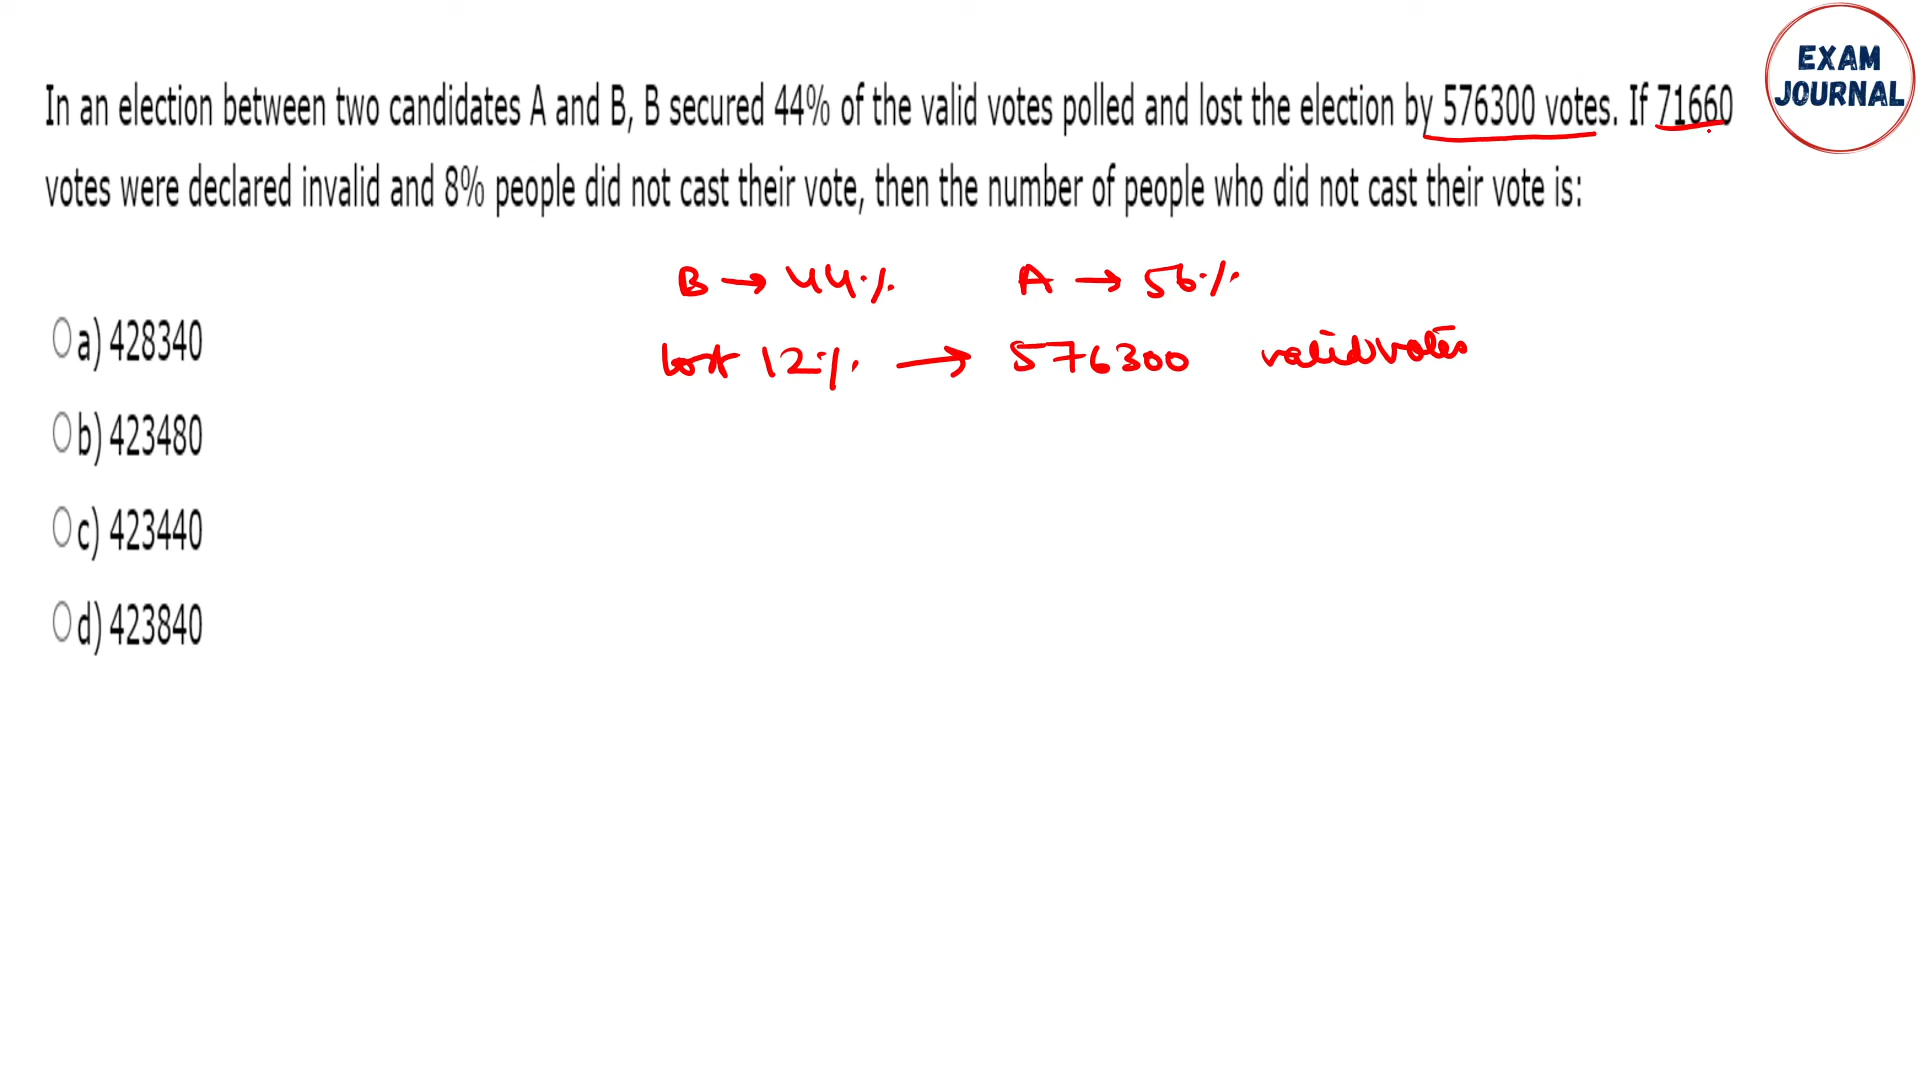 EXAM
JOURNAL
In an election between two candidates A and B, B secured 44% of the valid votes polled and lost the election by 576300 votes. If 71660
votes were declared invalid and 8% people did not cast their vote, then the number of people who did not cast their vote is:
B → 44% A → 56%
lost 12% → 576300 valid votes
a) 428340
b) 423480
c) 423440
d) 423840